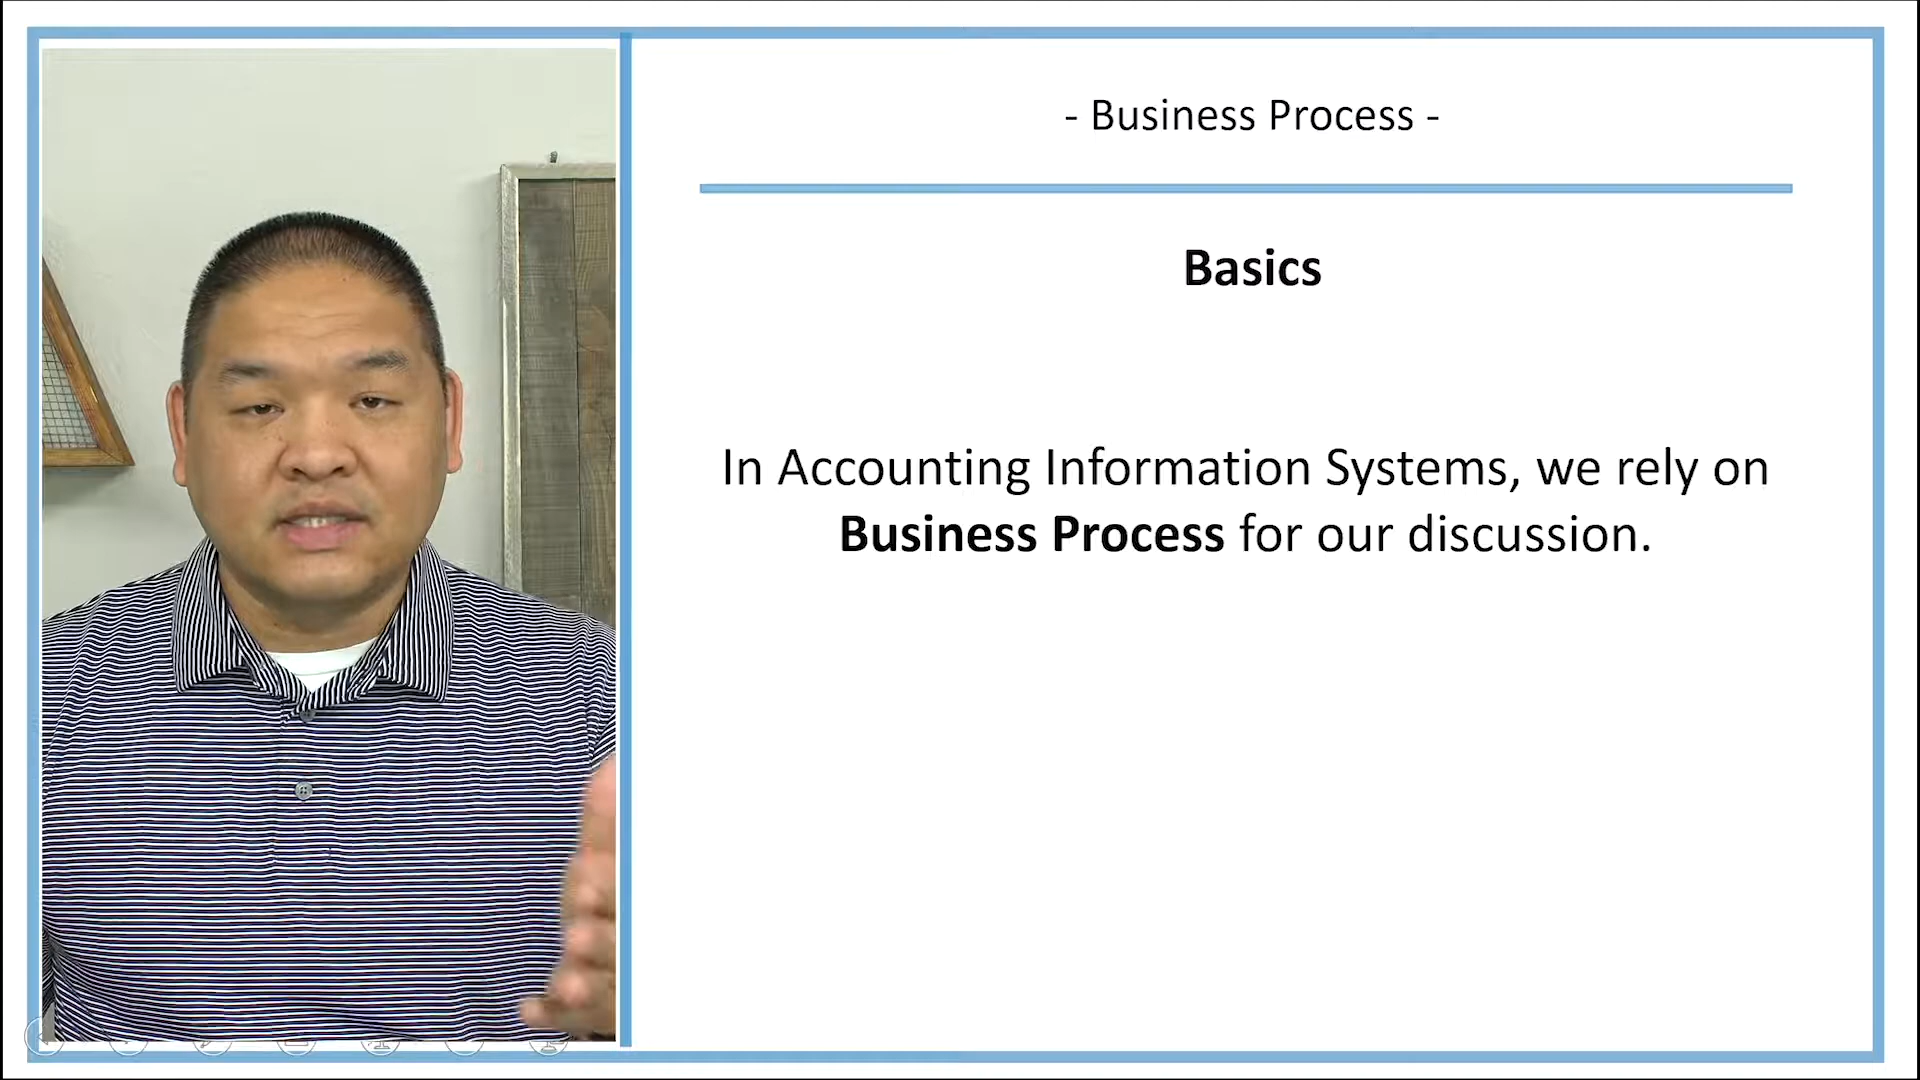 - Business Process -
Basics
In Accounting Information Systems, we rely on
Business Process for our discussion.